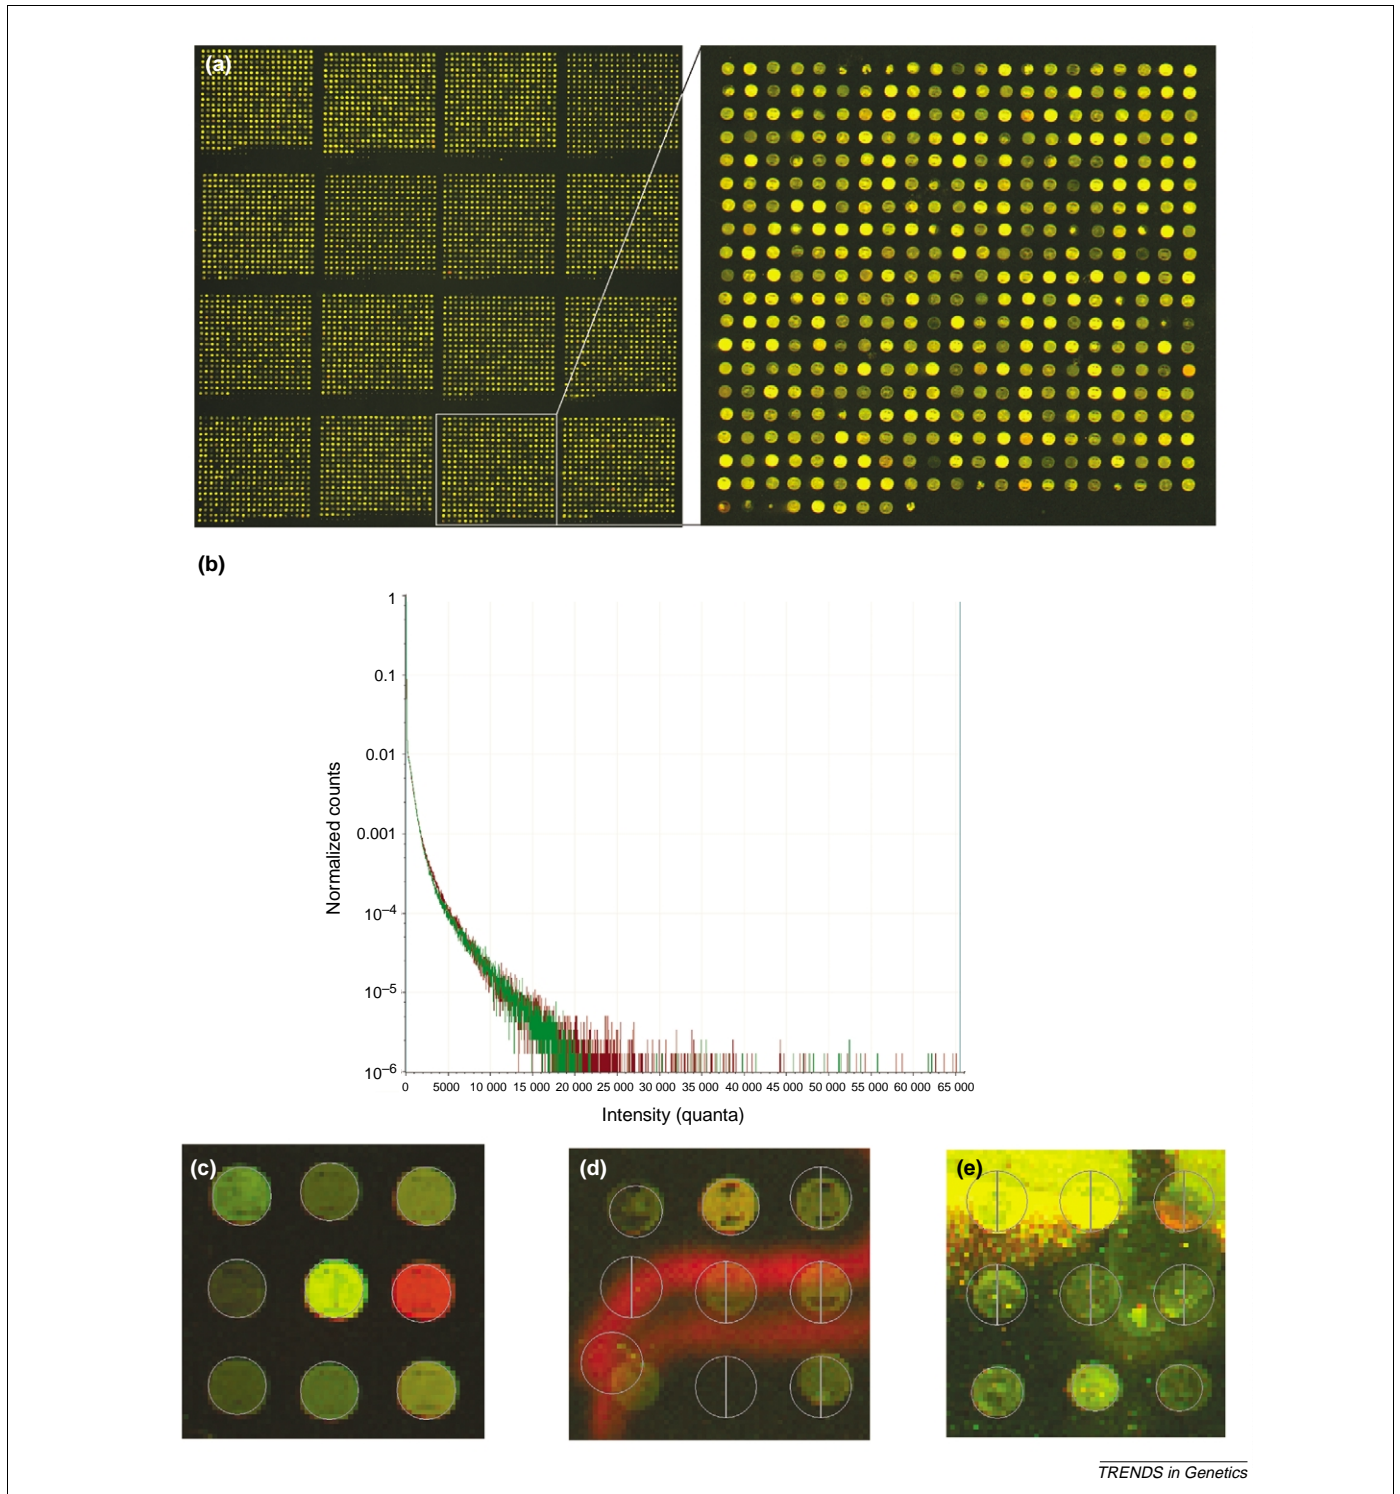 (a)
(b)
1
0.1
0.01
0.001
10–4
10–5
10–6
Normalized counts
0 5000 10 000 15 000 20 000 25 000 30 000 35 000 40 000 45 000 50 000 55 000 60 000 65 000
Intensity (quanta)
(c) (d) (e)
TRENDS in Genetics